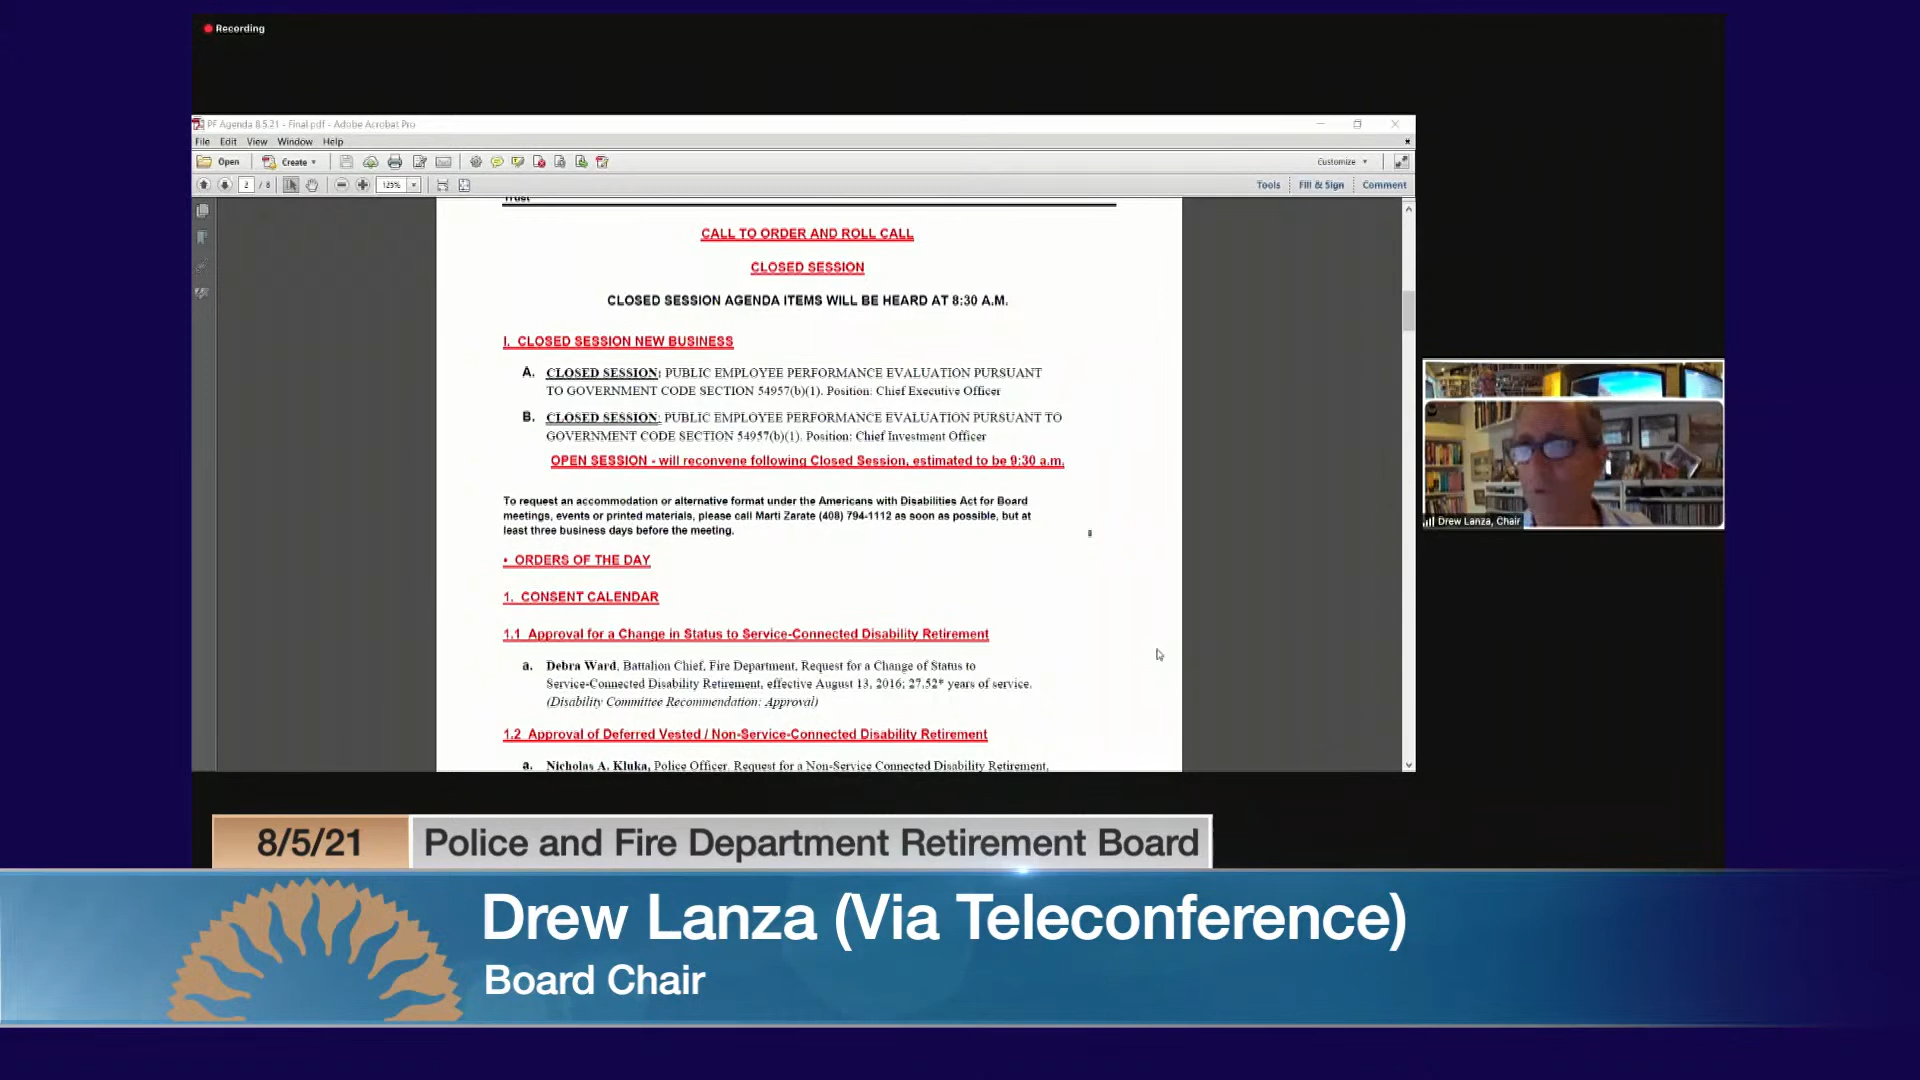 Recording
PF Agenda 8.5.21 - Final.pdf - Adobe Acrobat Pro
File Edit View Window Help
Open Create Customize
2 / 8 123% Tools Fill & Sign Comment
Trust
CALL TO ORDER AND ROLL CALL
CLOSED SESSION
CLOSED SESSION AGENDA ITEMS WILL BE HEARD AT 8:30 A.M.
I. CLOSED SESSION NEW BUSINESS
A. CLOSED SESSION: PUBLIC EMPLOYEE PERFORMANCE EVALUATION PURSUANT
TO GOVERNMENT CODE SECTION 54957(b)(1). Position: Chief Executive Officer
B. CLOSED SESSION: PUBLIC EMPLOYEE PERFORMANCE EVALUATION PURSUANT TO
GOVERNMENT CODE SECTION 54957(b)(1). Position: Chief Investment Officer
OPEN SESSION - will reconvene following Closed Session, estimated to be 9:30 a.m.
To request an accommodation or alternative format under the Americans with Disabilities Act for Board
meetings, events or printed materials, please call Marti Zarate (408) 794-1112 as soon as possible, but at
least three business days before the meeting.
• ORDERS OF THE DAY
1. CONSENT CALENDAR
1.1 Approval for a Change in Status to Service-Connected Disability Retirement
a. Debra Ward, Battalion Chief, Fire Department, Request for a Change of Status to
Service-Connected Disability Retirement, effective August 13, 2016; 27.52* years of service.
(Disability Committee Recommendation: Approval)
1.2 Approval of Deferred Vested / Non-Service-Connected Disability Retirement
a. Nicholas A. Kluka, Police Officer, Request for a Non-Service Connected Disability Retirement,
Drew Lanza, Chair
8/5/21 Police and Fire Department Retirement Board
Drew Lanza (Via Teleconference)
Board Chair